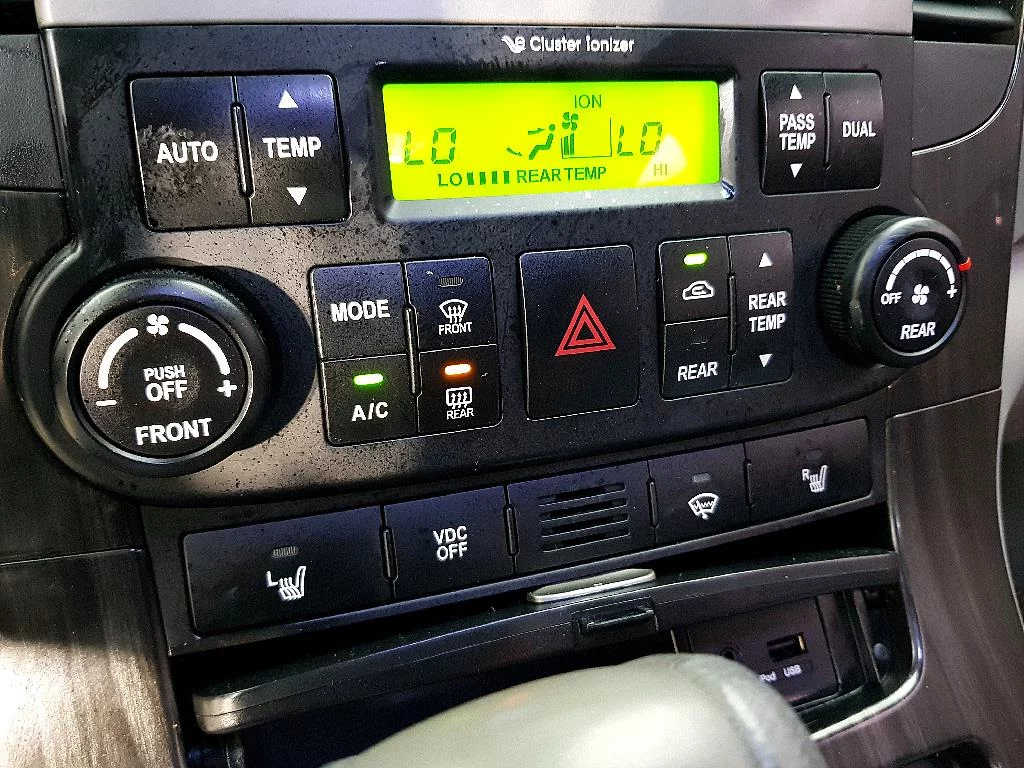 Cluster Ionizer
AUTO
TEMP
ION
LO
LO
LO REAR TEMP HI
PASS
TEMP
DUAL
MODE
FRONT
A/C
REAR
REAR
TEMP
REAR
OFF
+
REAR
PUSH
OFF
- +
FRONT
L
VDC
OFF
R
iPod USB